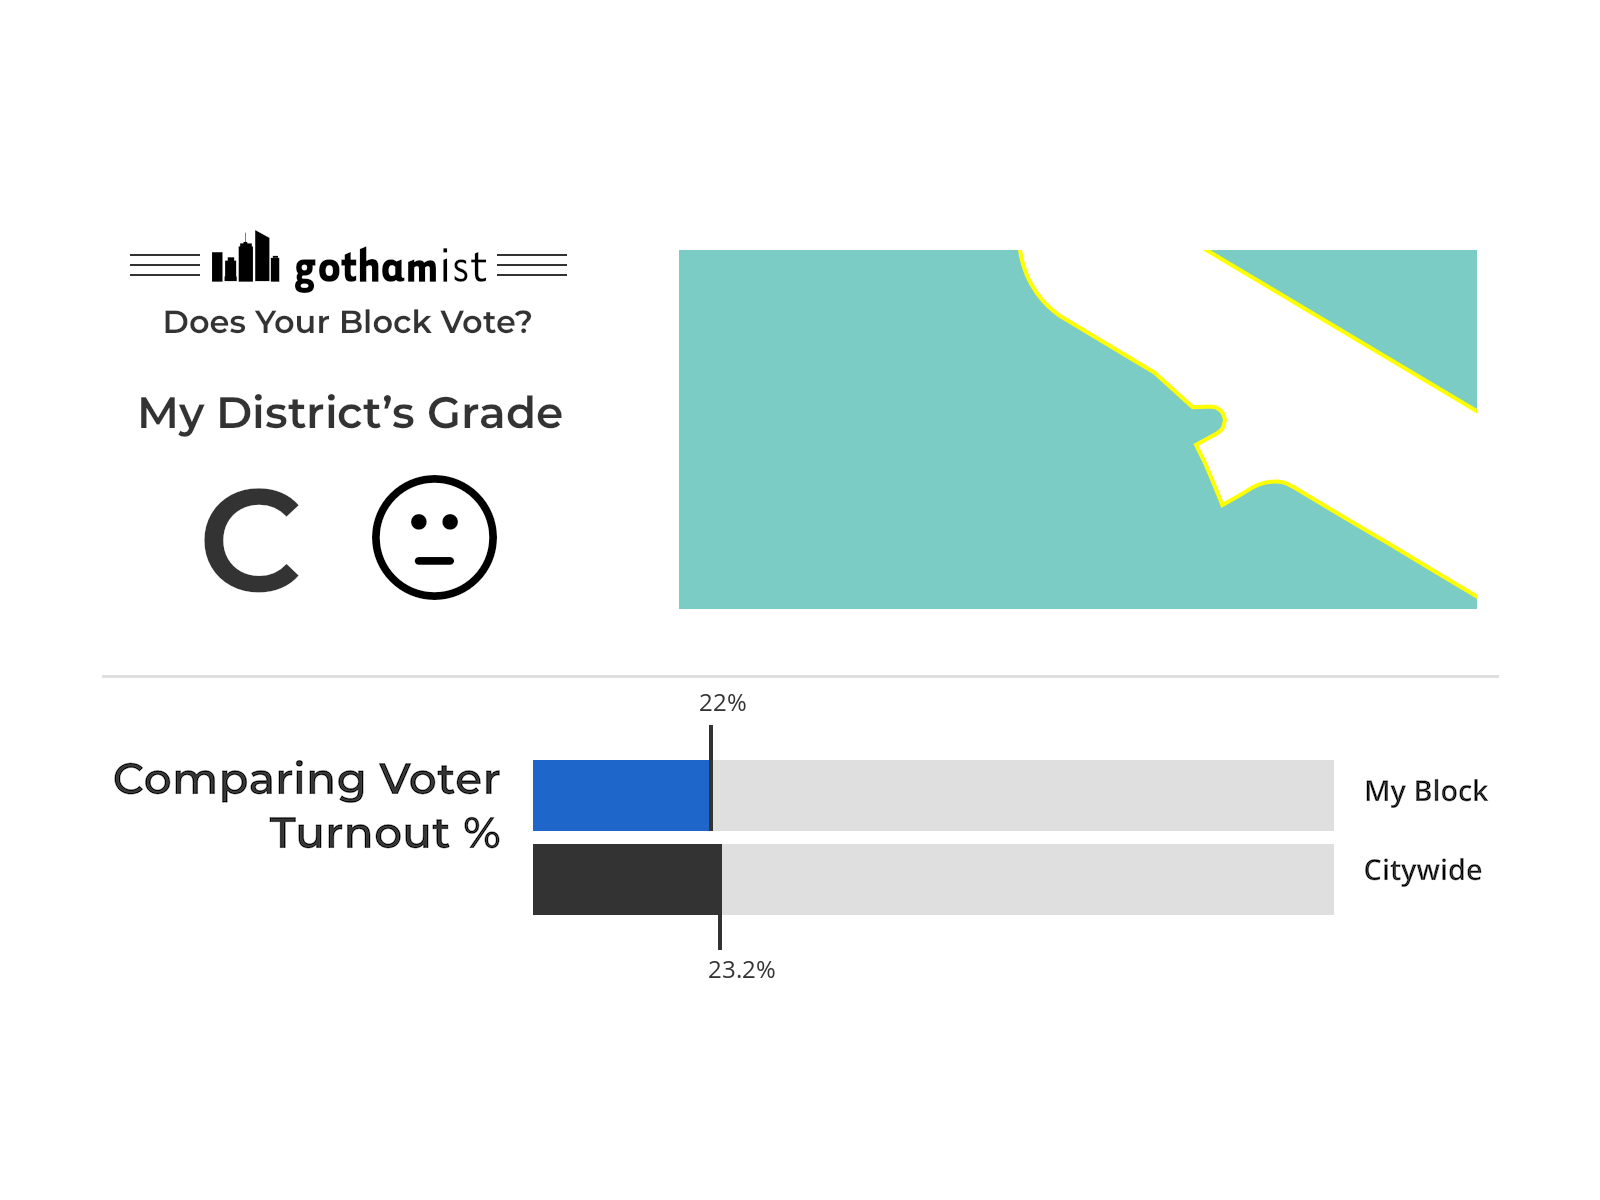 gothamist
Does Your Block Vote?
My District’s Grade
C
22%
Comparing Voter
Turnout %
My Block
Citywide
23.2%